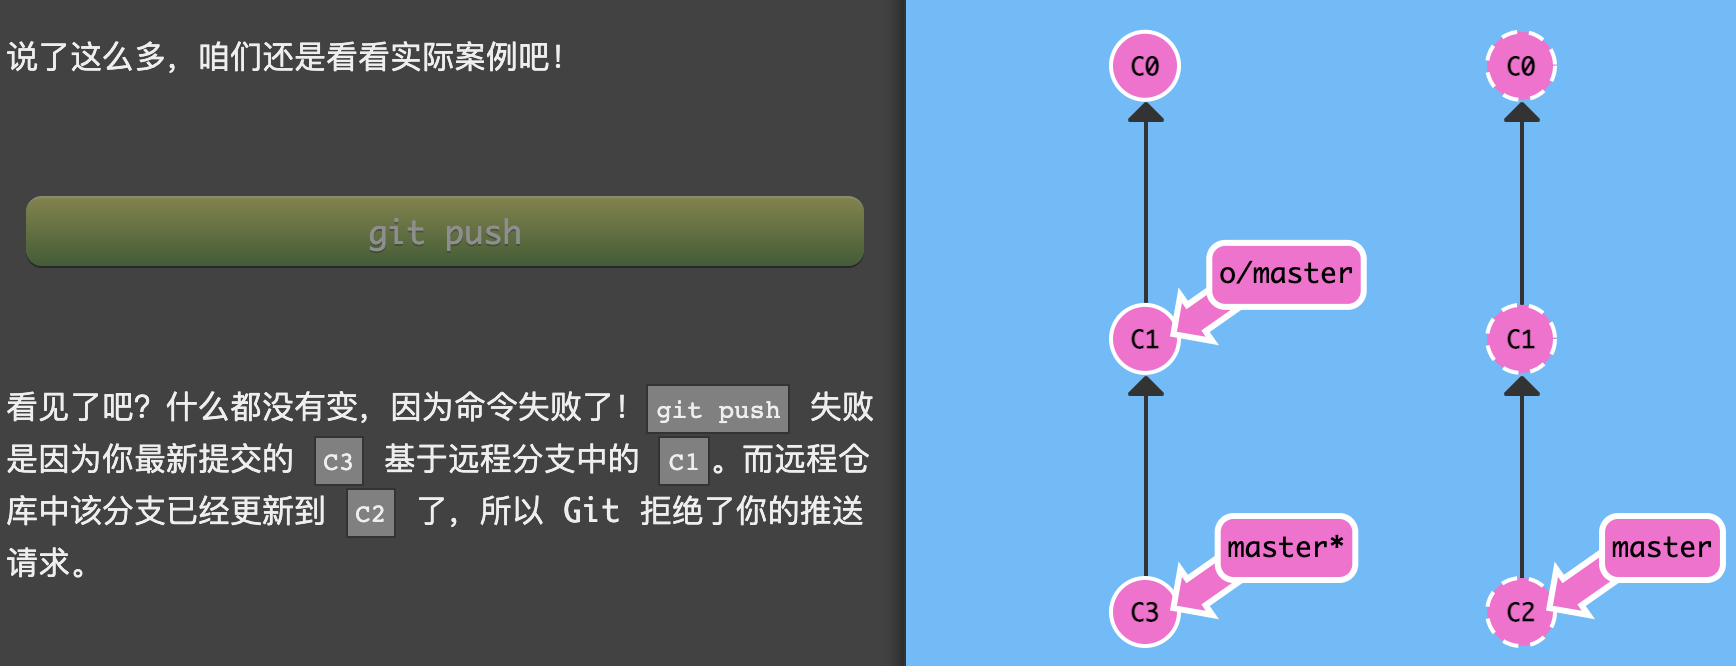 说了这么多，咱们还是看看实际案例吧！
git push
看见了吧？什么都没有变，因为命令失败了！git push 失败
是因为你最新提交的 C3 基于远程分支中的 C1。而远程仓
库中该分支已经更新到 C2 了，所以 Git 拒绝了你的推送
请求。
C0
C0
o/master
C1
C1
master*
master
C3
C2